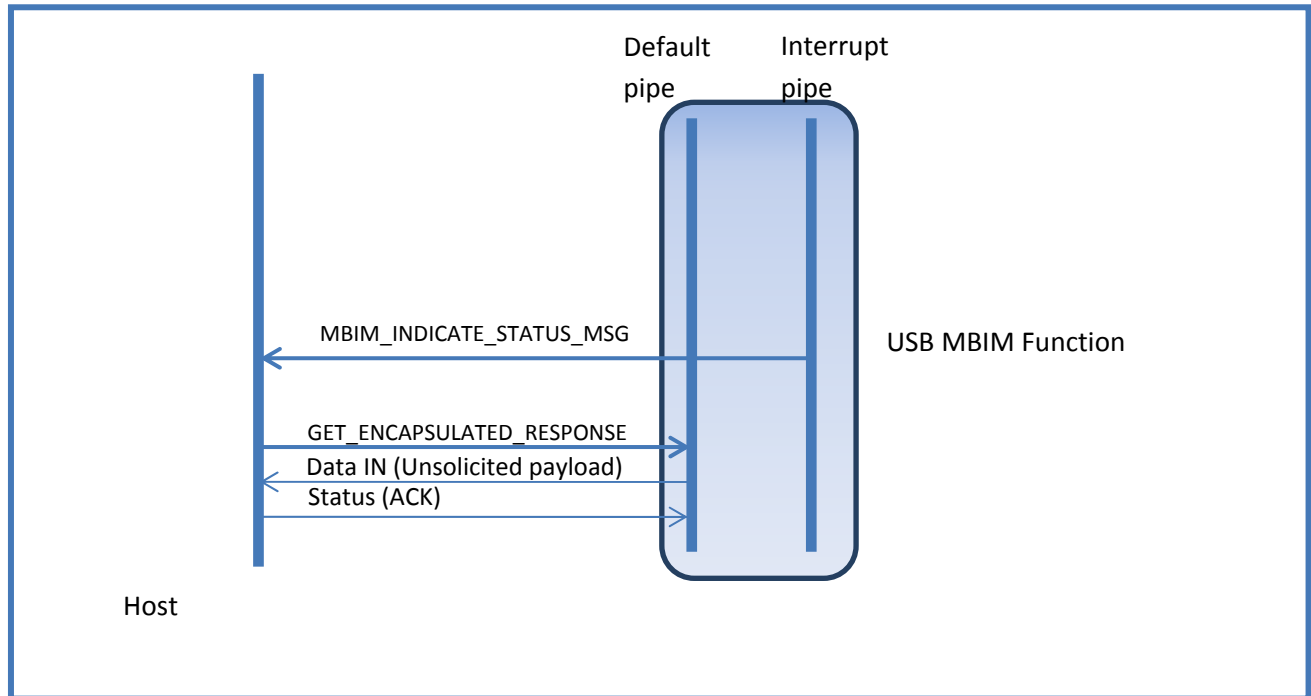 Default
pipe
Interrupt
pipe
MBIM_INDICATE_STATUS_MSG
USB MBIM Function
GET_ENCAPSULATED_RESPONSE
Data IN (Unsolicited payload)
Status (ACK)
Host